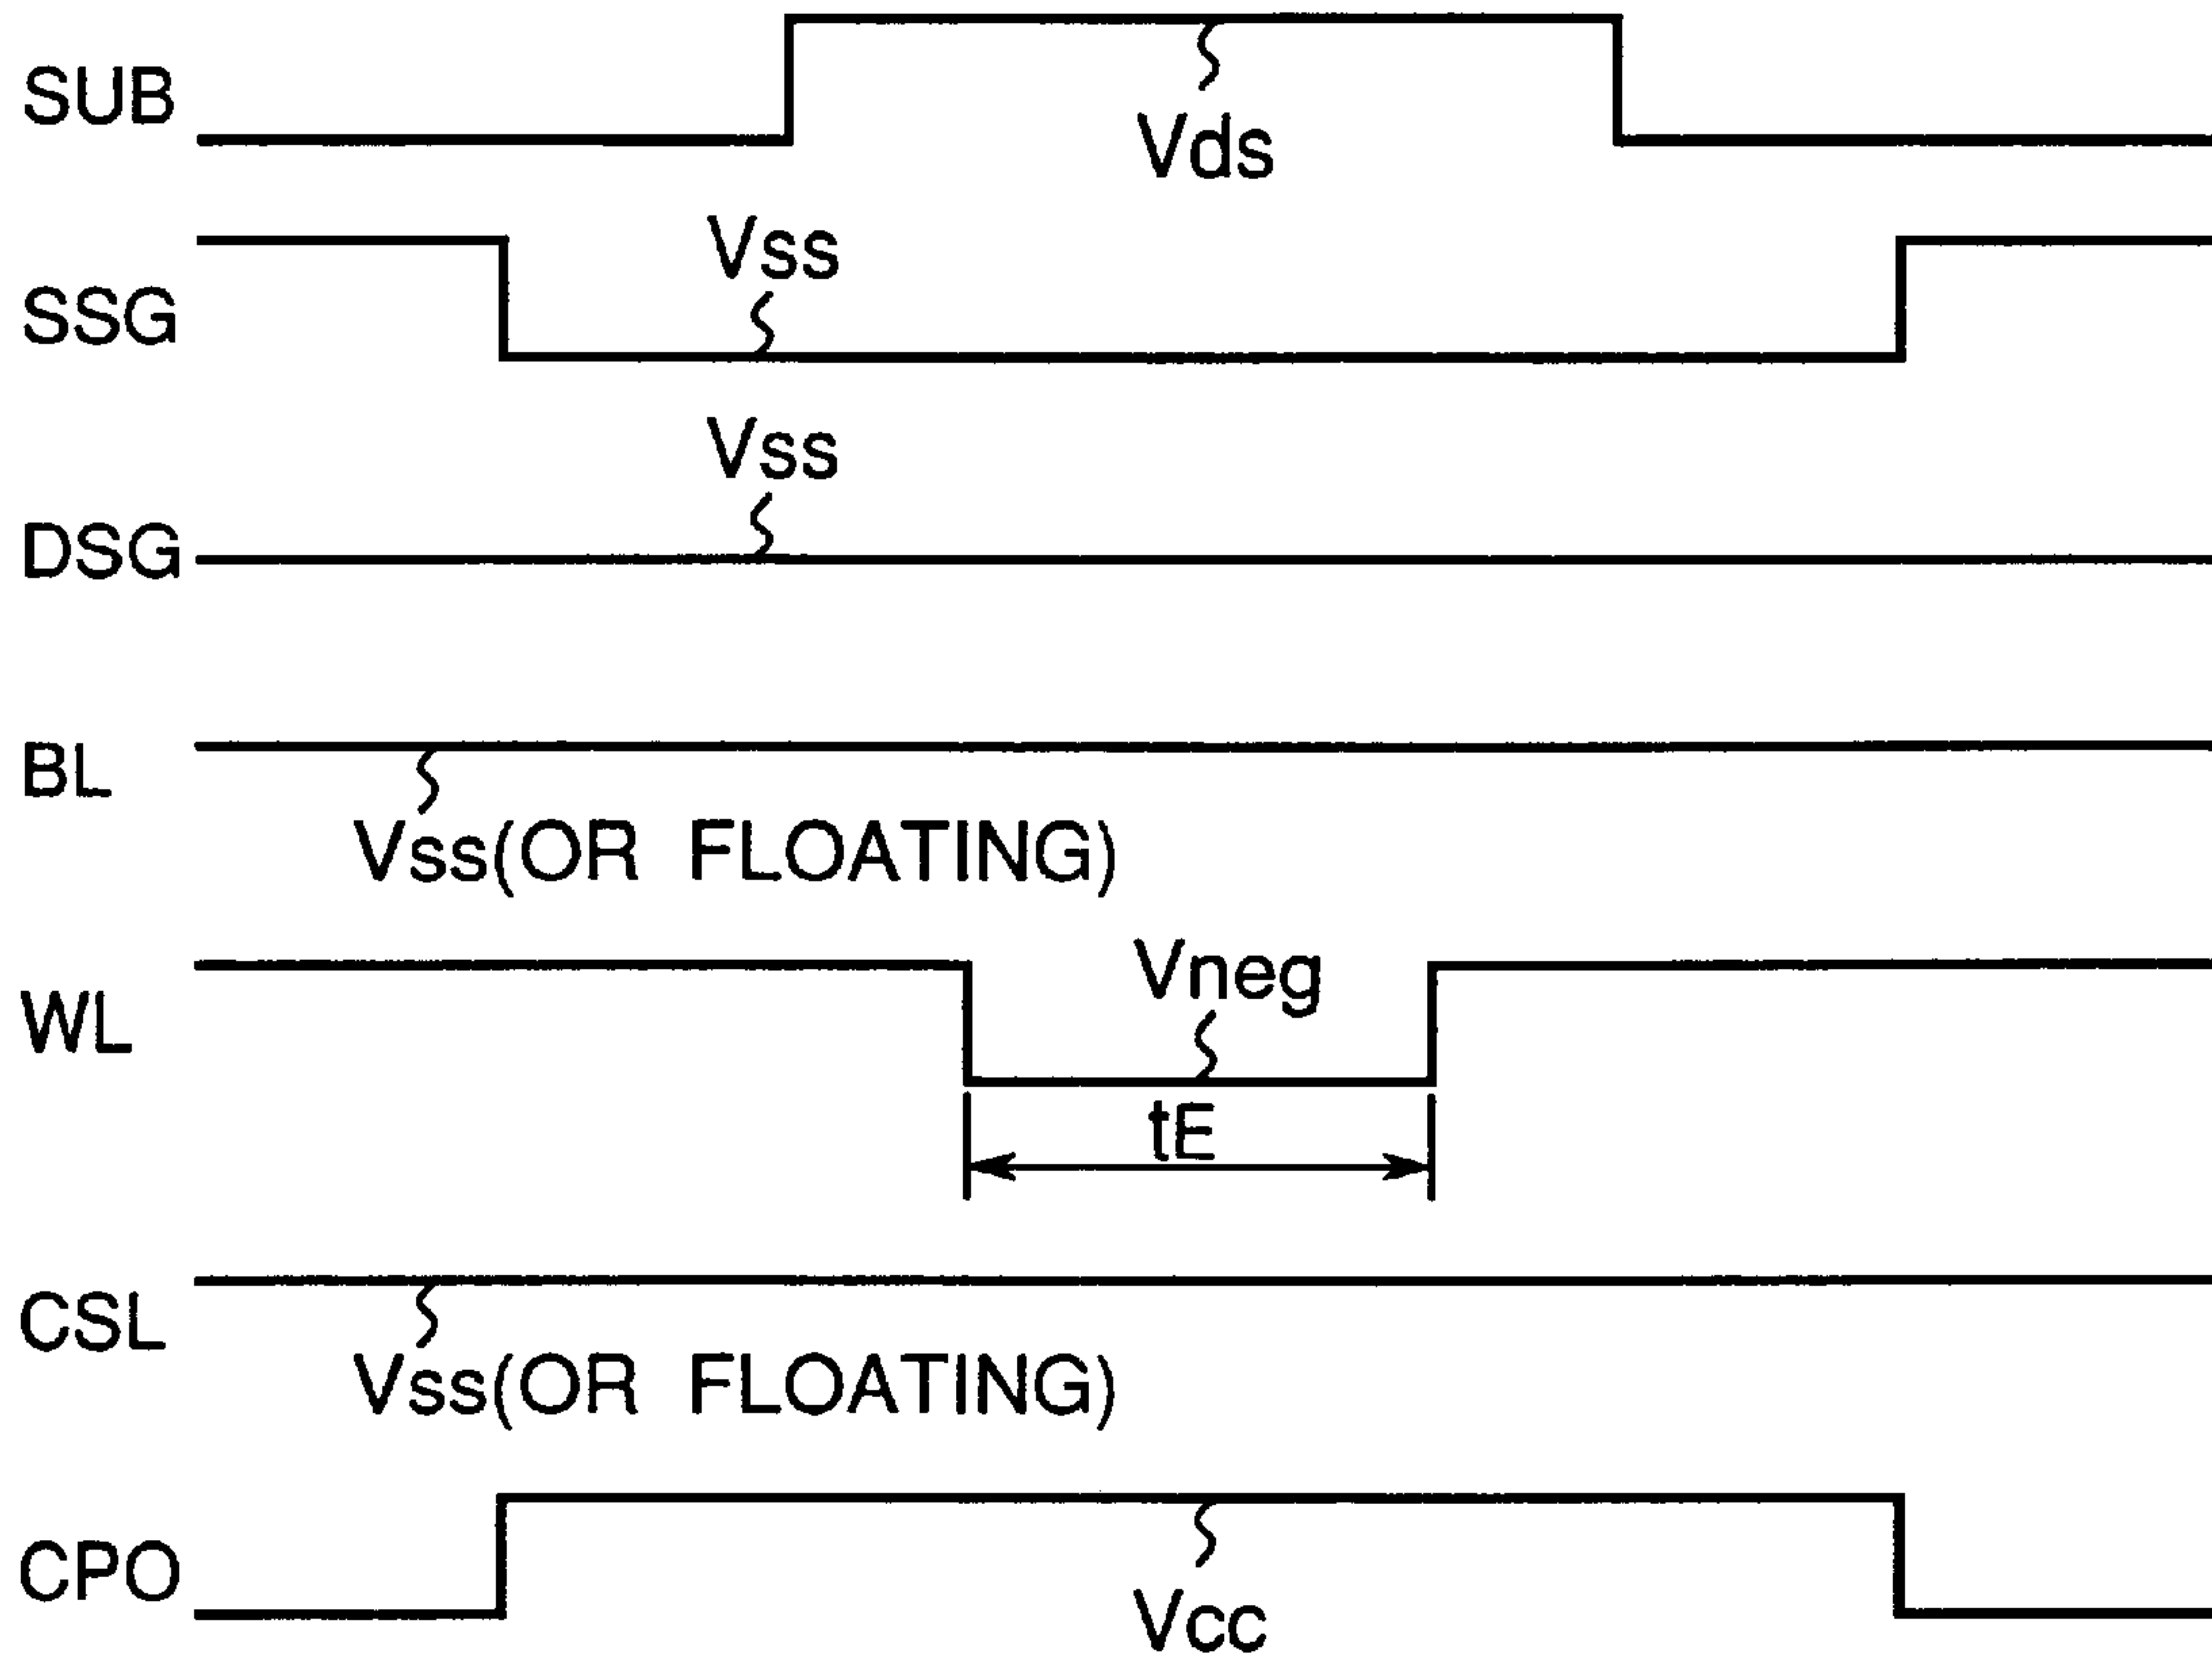 SUB
Vds
Vss
SSG
Vss
DSG
BL
Vss(OR FLOATING)
Vneg
WL
tE
CSL
Vss(OR FLOATING)
CPO
Vcc